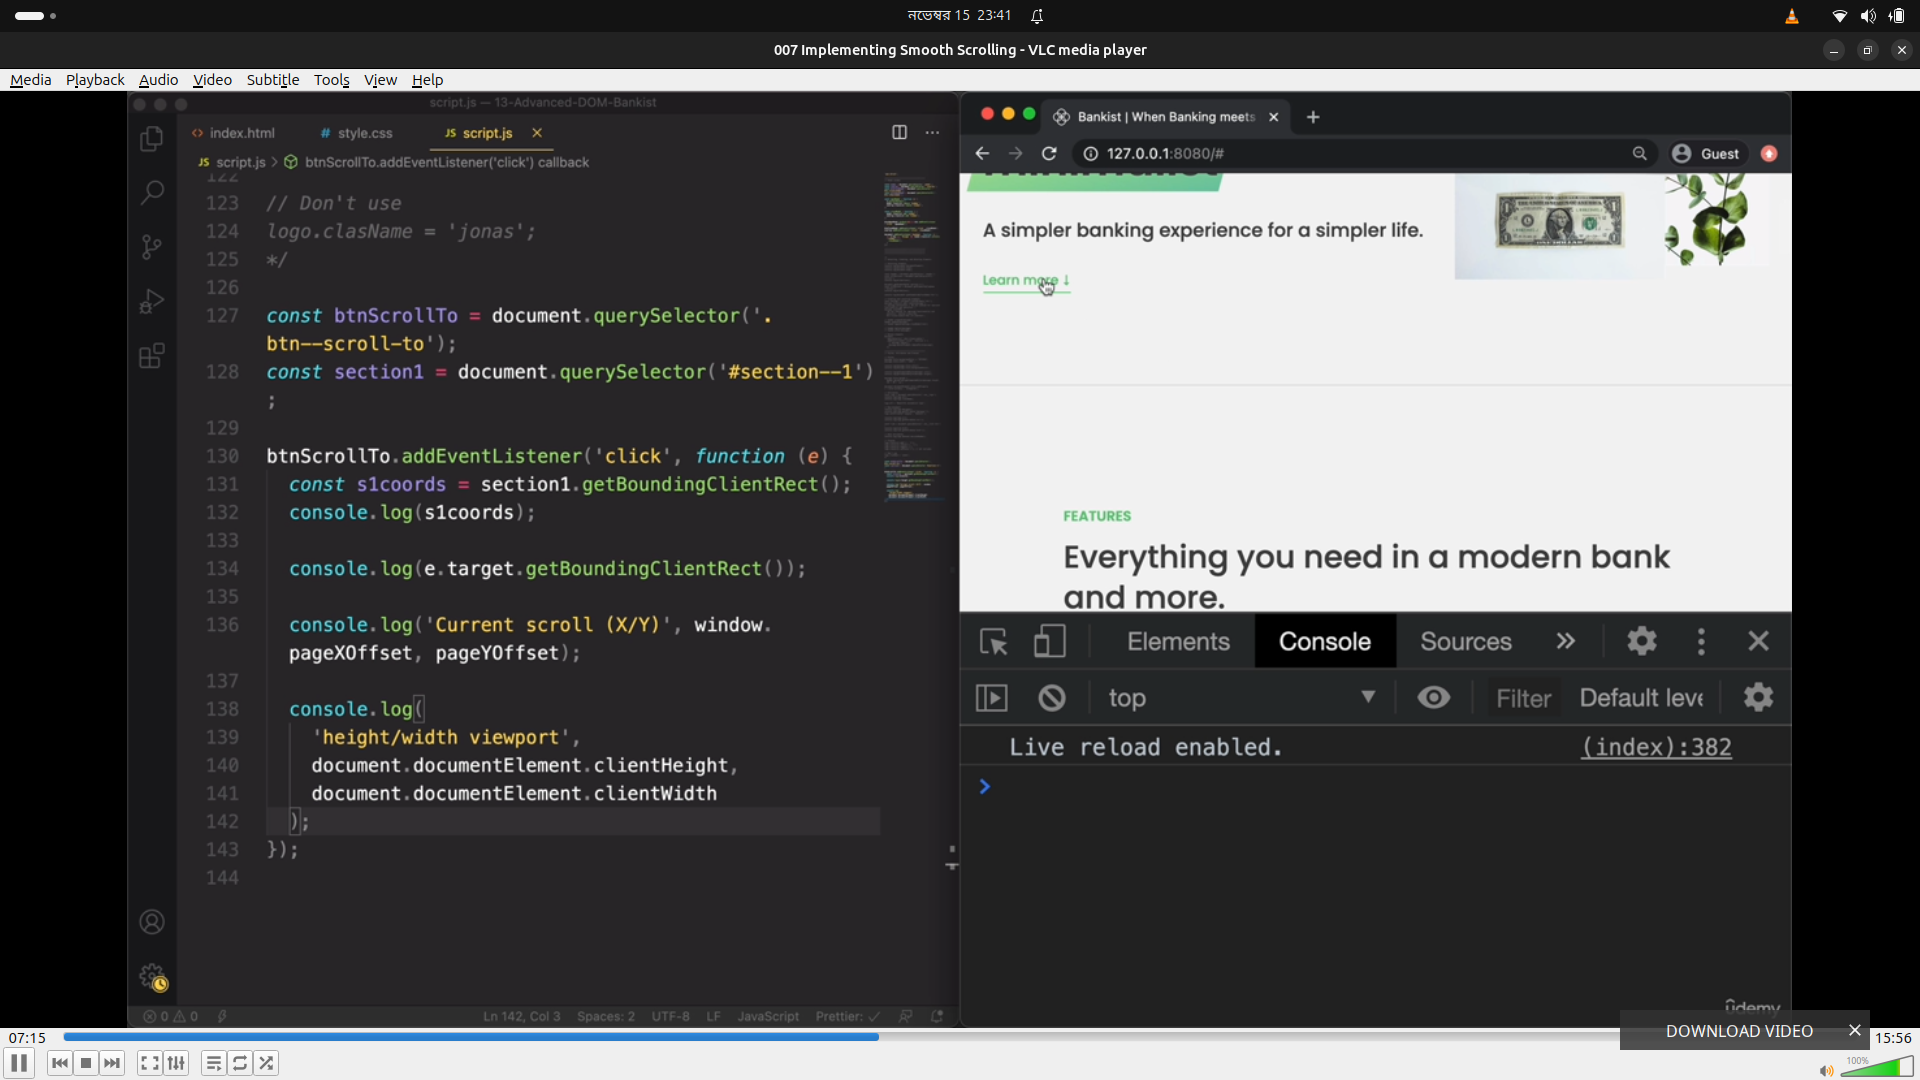 নভেম্বর 15 23:41
007 Implementing Smooth Scrolling - VLC media player
Media Playback Audio Video Subtitle Tools View Help
script.js — 13-Advanced-DOM-Bankist
index.html
style.css
JS script.js
JS script.js > btnScrollTo.addEventListener('click') callback
122
123 // Don't use
124 logo.clasName = 'jonas';
125 */
126
127 const btnScrollTo = document.querySelector('.
btn--scroll-to');
128 const section1 = document.querySelector('#section--1')
;
129
130 btnScrollTo.addEventListener('click', function (e) {
131 const s1coords = section1.getBoundingClientRect();
132 console.log(s1coords);
133
134 console.log(e.target.getBoundingClientRect());
135
136 console.log('Current scroll (X/Y)', window.
pageXOffset, pageYOffset);
137
138 console.log(
139 'height/width viewport',
140 document.documentElement.clientHeight,
141 document.documentElement.clientWidth
142 );
143 });
144
0 0
Ln 142, Col 3 Spaces: 2 UTF-8 LF JavaScript Prettier: ✓
Bankist | When Banking meets
127.0.0.1:8080/#
Guest
A simpler banking experience for a simpler life.
Learn more ↓
FEATURES
Everything you need in a modern bank
and more.
Elements Console Sources »
top Filter Default leve
Live reload enabled. (index):382
>
ûdemy
DOWNLOAD VIDEO
07:15
15:56
100%